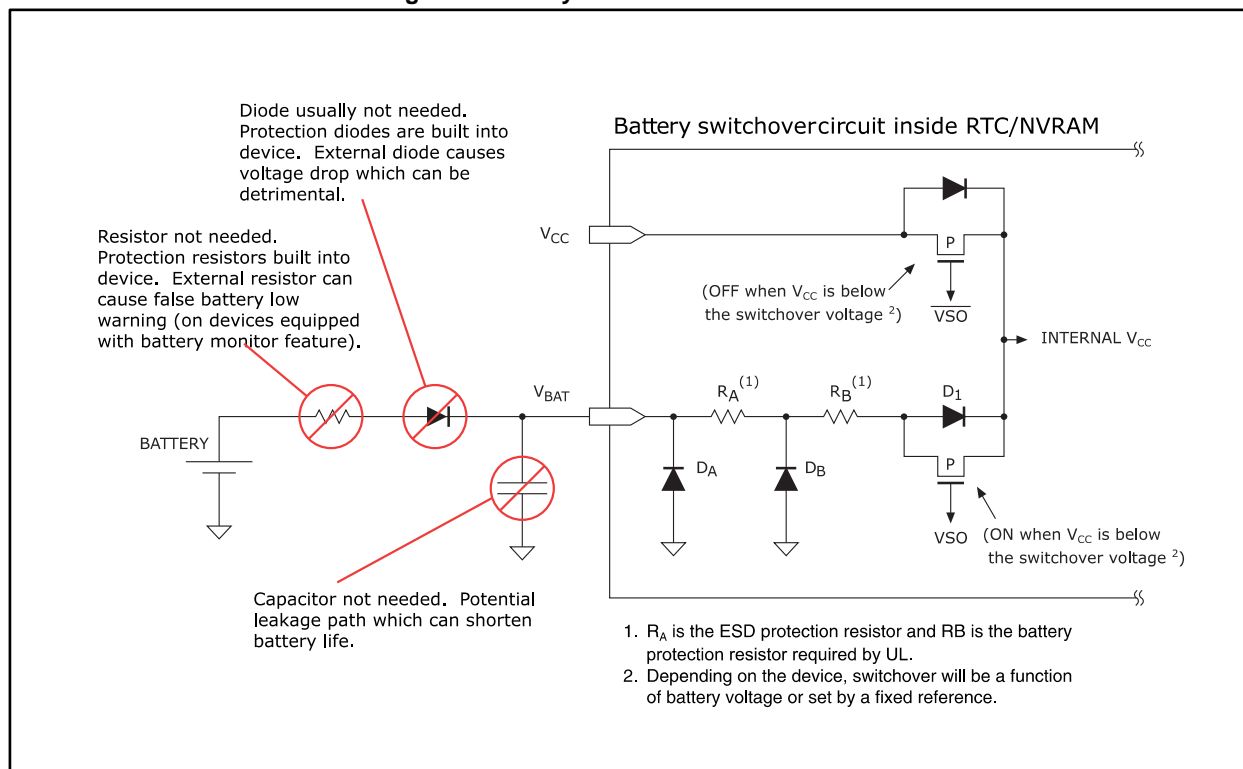 Diode usually not needed.
Protection diodes are built into
device. External diode causes
voltage drop which can be
detrimental.
Battery switchovercircuit inside RTC/NVRAM
Resistor not needed.
Protection resistors built into
device. External resistor can
cause false battery low
warning (on devices equipped
with battery monitor feature).
VCC
P
(OFF when VCC is below
the switchover voltage 2)
VSO
INTERNAL VCC
VBAT
RA(1)
RB(1)
D1
BATTERY
DA
DB
P
VSO
(ON when VCC is below
the switchover voltage 2)
Capacitor not needed. Potential
leakage path which can shorten
battery life.
1. RA is the ESD protection resistor and RB is the battery
protection resistor required by UL.
2. Depending on the device, switchover will be a function
of battery voltage or set by a fixed reference.